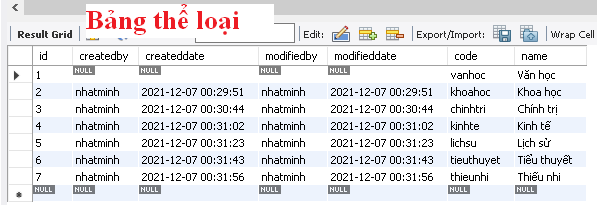 Bảng thể loại
Result Grid Edit: Export/Import: Wrap Cell
id createdby createddate modifiedby modifieddate code name
1 NULL NULL NULL NULL vanhoc Văn học
2 nhatminh 2021-12-07 00:29:51 nhatminh 2021-12-07 00:29:51 khoahoc Khoa học
3 nhatminh 2021-12-07 00:30:44 nhatminh 2021-12-07 00:30:44 chinhtri Chính trị
4 nhatminh 2021-12-07 00:31:02 nhatminh 2021-12-07 00:31:02 kinhte Kinh tế
5 nhatminh 2021-12-07 00:31:23 nhatminh 2021-12-07 00:31:23 lichsu Lịch sử
6 nhatminh 2021-12-07 00:31:43 nhatminh 2021-12-07 00:31:43 tieuthuyet Tiểu thuyết
7 nhatminh 2021-12-07 00:31:56 nhatminh 2021-12-07 00:31:56 thieunhi Thiếu nhi
NULL NULL NULL NULL NULL NULL NULL